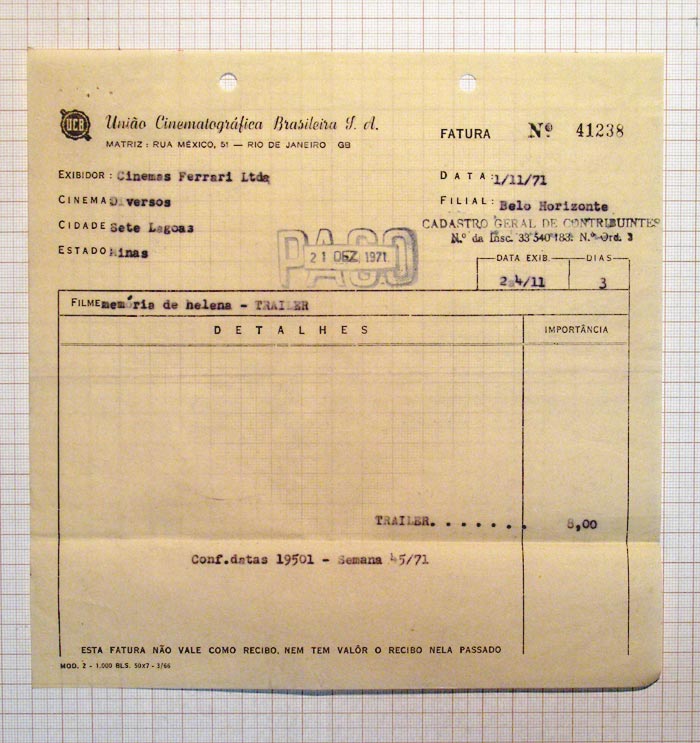 UCB
União Cinematográfica Brasileira S. A.
MATRIZ: RUA MÉXICO, 51 — RIO DE JANEIRO GB
FATURA Nº 41238
EXIBIDOR: Cinemas Ferrari Ltda
DATA: 1/11/71
CINEMA Diversos
FILIAL: Belo Horizonte
CIDADE Sete Lagoas
CADASTRO GERAL DE CONTRIBUINTES
N.º da Insc. 33 540 183. N.º Ord. 3
ESTADO Minas
PAGO
21 DEZ 1971
DATA EXIB. DIAS
2.4/11 3
FILME memória de helena - TRAILER
DETALHES IMPORTÂNCIA
TRAILER....... 8,00
Conf.datas 19501 - Semana 45/71
ESTA FATURA NÃO VALE COMO RECIBO, NEM TEM VALÔR O RECIBO NELA PASSADO
MOD. 2 - 1.000 BLS. 50x7 - 3/66